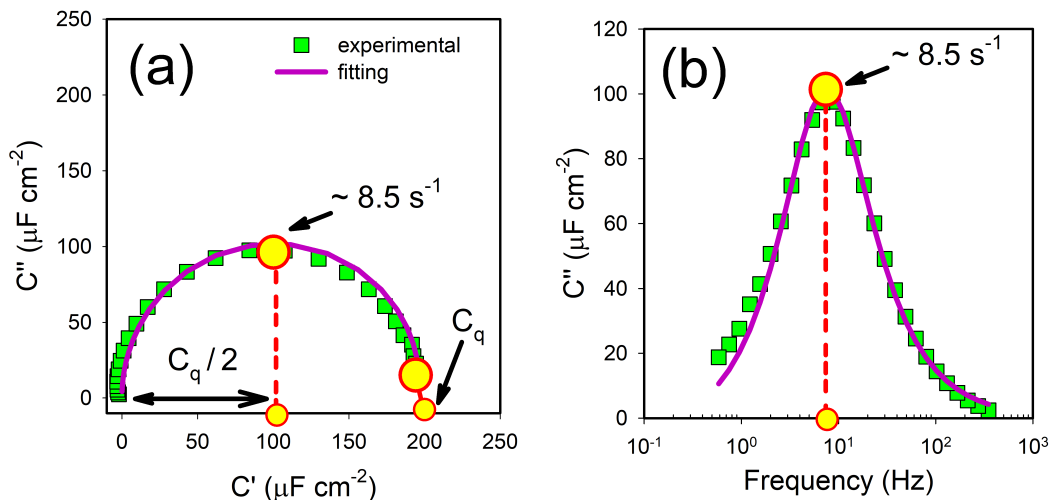 (a)
experimental
fitting
~ 8.5 s⁻¹
C_q / 2
C_q
250
200
150
100
50
0
C'' (μF cm⁻²)
0 50 100 150 200 250
C' (μF cm⁻²)
(b)
~ 8.5 s⁻¹
120
100
80
60
40
20
0
C'' (μF cm⁻²)
10⁻¹ 10⁰ 10¹ 10² 10³
Frequency (Hz)